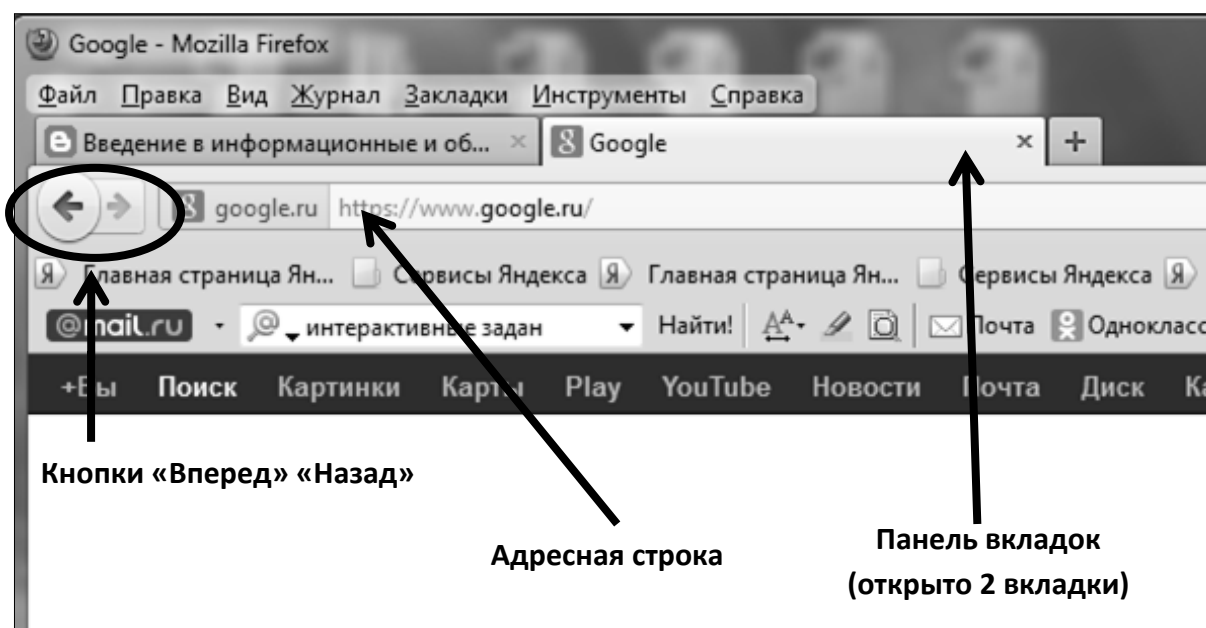 Google - Mozilla Firefox
Файл Правка Вид Журнал Закладки Инструменты Справка
Введение в информационные и об... × Google × +
google.ru https://www.google.ru/
Главная страница Ян... Сервисы Яндекса Главная страница Ян... Сервисы Яндекса
@mail.ru интерактивные задан Найти! Почта Однокласс
+Вы Поиск Картинки Карты Play YouTube Новости Почта Диск Ка
Кнопки «Вперед» «Назад»
Адресная строка
Панель вкладок
(открыто 2 вкладки)